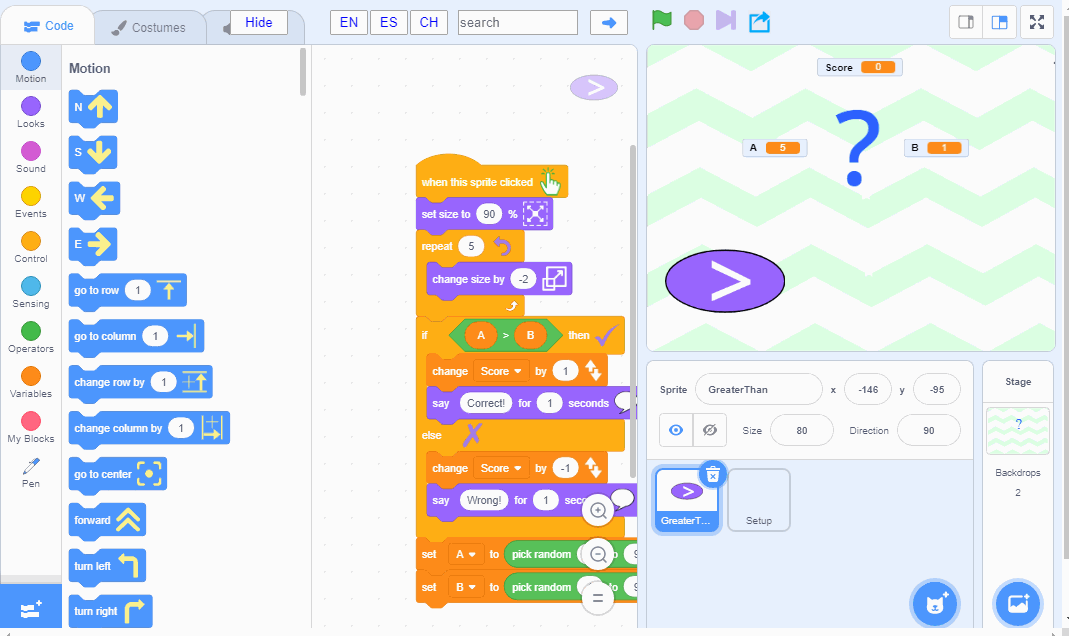 Code
Costumes
Hide
EN
ES
CH
search
Motion
Looks
Sound
Events
Control
Sensing
Operators
Variables
My Blocks
Pen
Motion
N
S
W
E
go to row 1
go to column 1
change row by 1
change column by 1
go to center
forward
turn left
turn right
>
when this sprite clicked
set size to 90 %
repeat 5
change size by -2
if A > B then
change Score by 1
say Correct! for 1 seconds
else
change Score by -1
say Wrong! for 1
set A to pick random
set B to pick random
Score 0
A 5
?
B 1
>
Sprite GreaterThan x -146 y -95
Size 80 Direction 90
>
GreaterT...
Setup
Stage
?
Backdrops
2